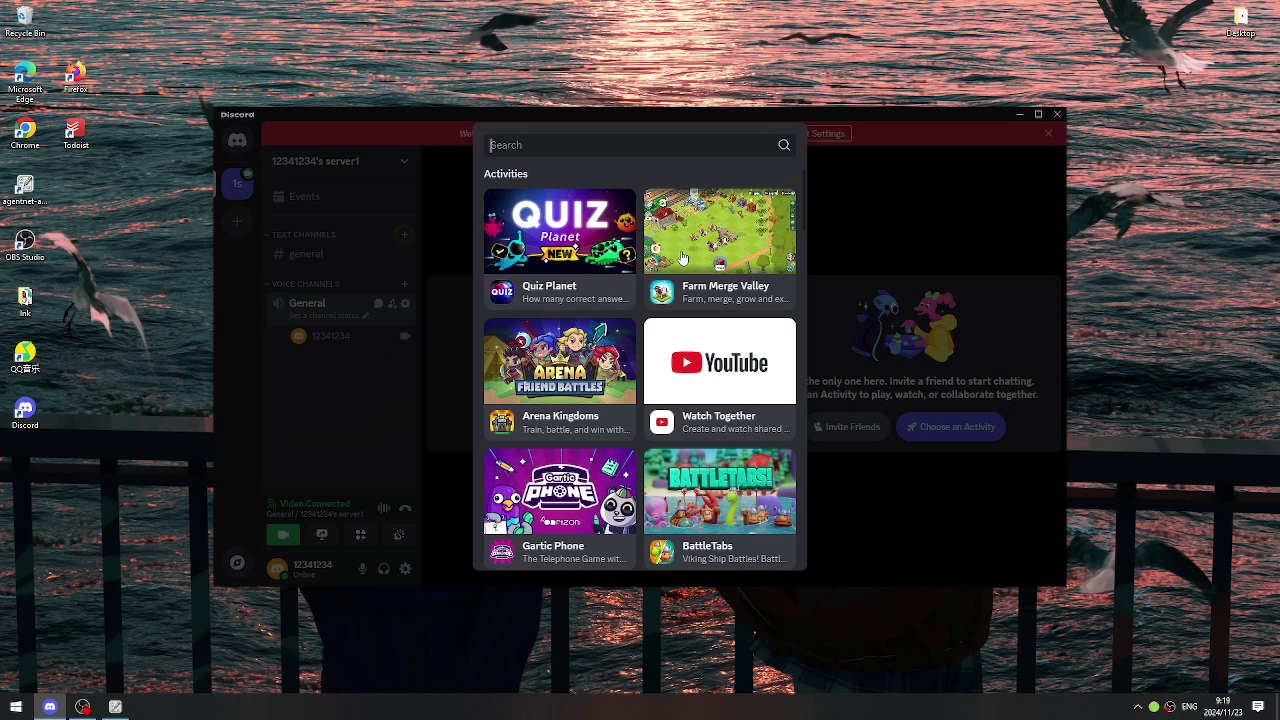 Recycle Bin
Desktop
Microsoft Edge
Firefox
Chrome
Todoist
agent-ta...
OBS Studio
.lnk
PyCharm
Discord
Discord
12341234's server1
Events
TEXT CHANNELS
general
VOICE CHANNELS
General
Set a channel status
12341234
Video Connected
General / 12341234's server1
12341234
Online
t Settings
Search
Activities
QUIZ
Planet
NEW
Quiz Planet
How many correct answe...
Farm Merge Valley
Farm, merge, grow and ex...
ARENA
FRIEND BATTLES
Arena Kingdoms
Train, battle, and win with...
YouTube
Watch Together
Create and watch shared ...
Gartic
PHONE
Gartic Phone
The Telephone Game wit...
BATTLETABS!
BattleTabs
Viking Ship Battles! Battl...
the only one here. Invite a friend to start chatting.
an Activity to play, watch, or collaborate together.
Invite Friends
Choose an Activity
ENG
9:19
2024/11/23